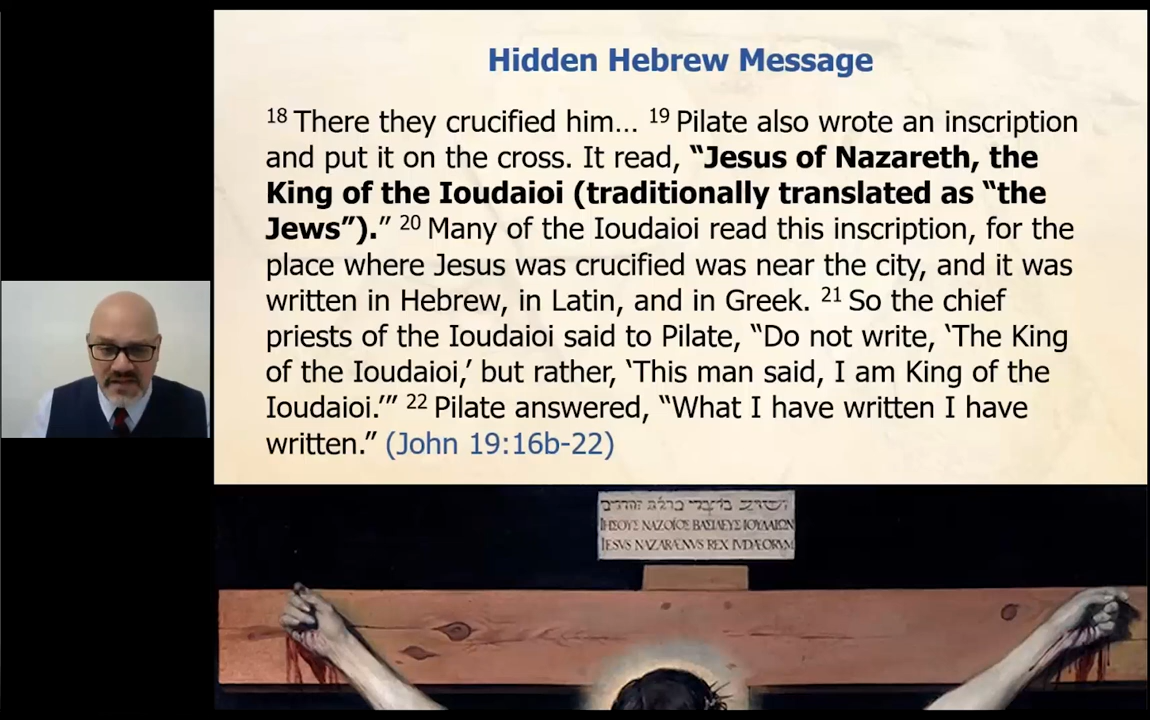 Hidden Hebrew Message
18 There they crucified him… 19 Pilate also wrote an inscription
and put it on the cross. It read, “Jesus of Nazareth, the
King of the Ioudaioi (traditionally translated as “the
Jews”).” 20 Many of the Ioudaioi read this inscription, for the
place where Jesus was crucified was near the city, and it was
written in Hebrew, in Latin, and in Greek. 21 So the chief
priests of the Ioudaioi said to Pilate, “Do not write, ‘The King
of the Ioudaioi,’ but rather, ‘This man said, I am King of the
Ioudaioi.’” 22 Pilate answered, “What I have written I have
written.” (John 19:16b-22)
ΒΑΣΙΛΕΥΣ
IESVS NAZARÆNVS REX IVDÆORVM